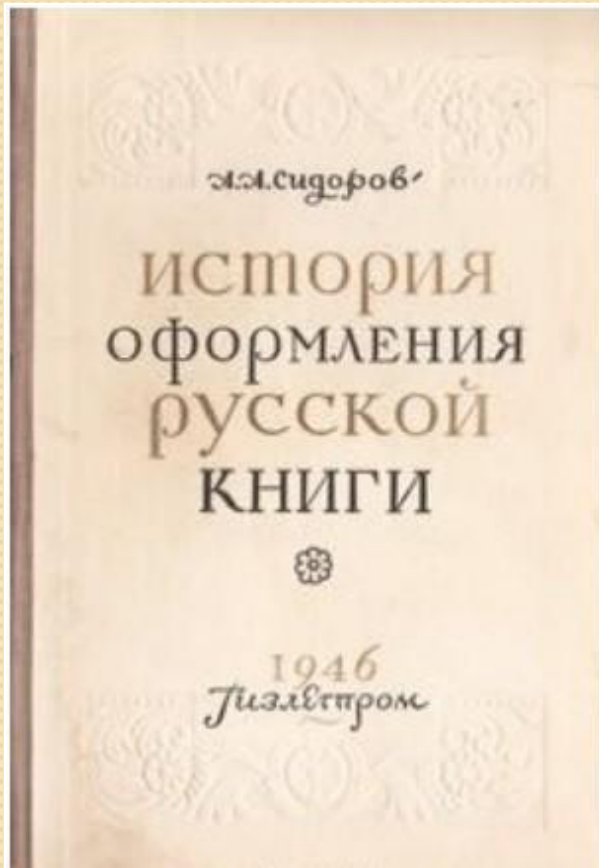 А.А.Сидоров
ИСТОРИЯ
ОФОРМЛЕНИЯ
РУССКОЙ
КНИГИ
1946
Гизлегпром